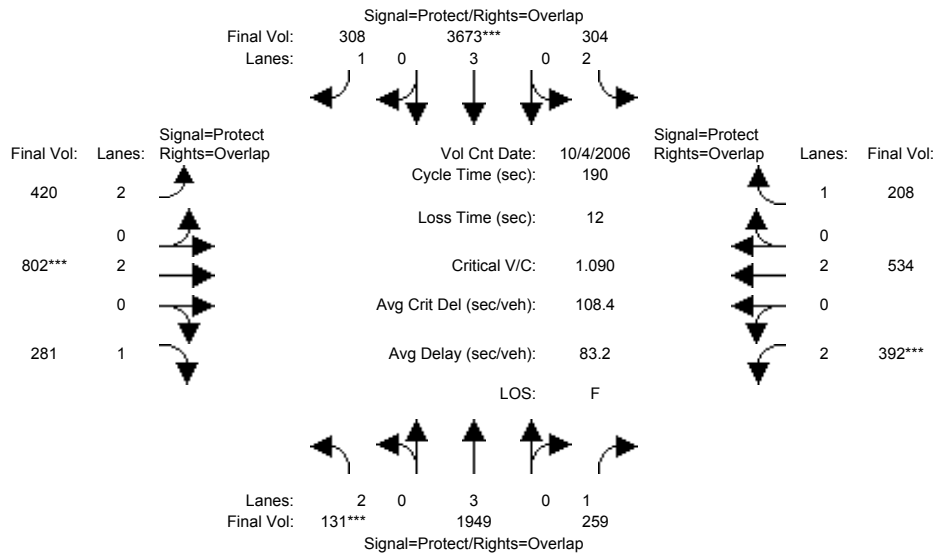 Signal=Protect/Rights=Overlap
Final Vol: 308 3673*** 304
Lanes: 1 0 3 0 2
Signal=Protect
Rights=Overlap
Final Vol: Lanes:
Vol Cnt Date: 10/4/2006
Signal=Protect
Rights=Overlap
Lanes: Final Vol:
Cycle Time (sec): 190
420 2 1 208
Loss Time (sec): 12
0 0
802*** 2 Critical V/C: 1.090 2 534
0 Avg Crit Del (sec/veh): 108.4 0
281 1 Avg Delay (sec/veh): 83.2 2 392***
LOS: F
Lanes: 2 0 3 0 1
Final Vol: 131*** 1949 259
Signal=Protect/Rights=Overlap